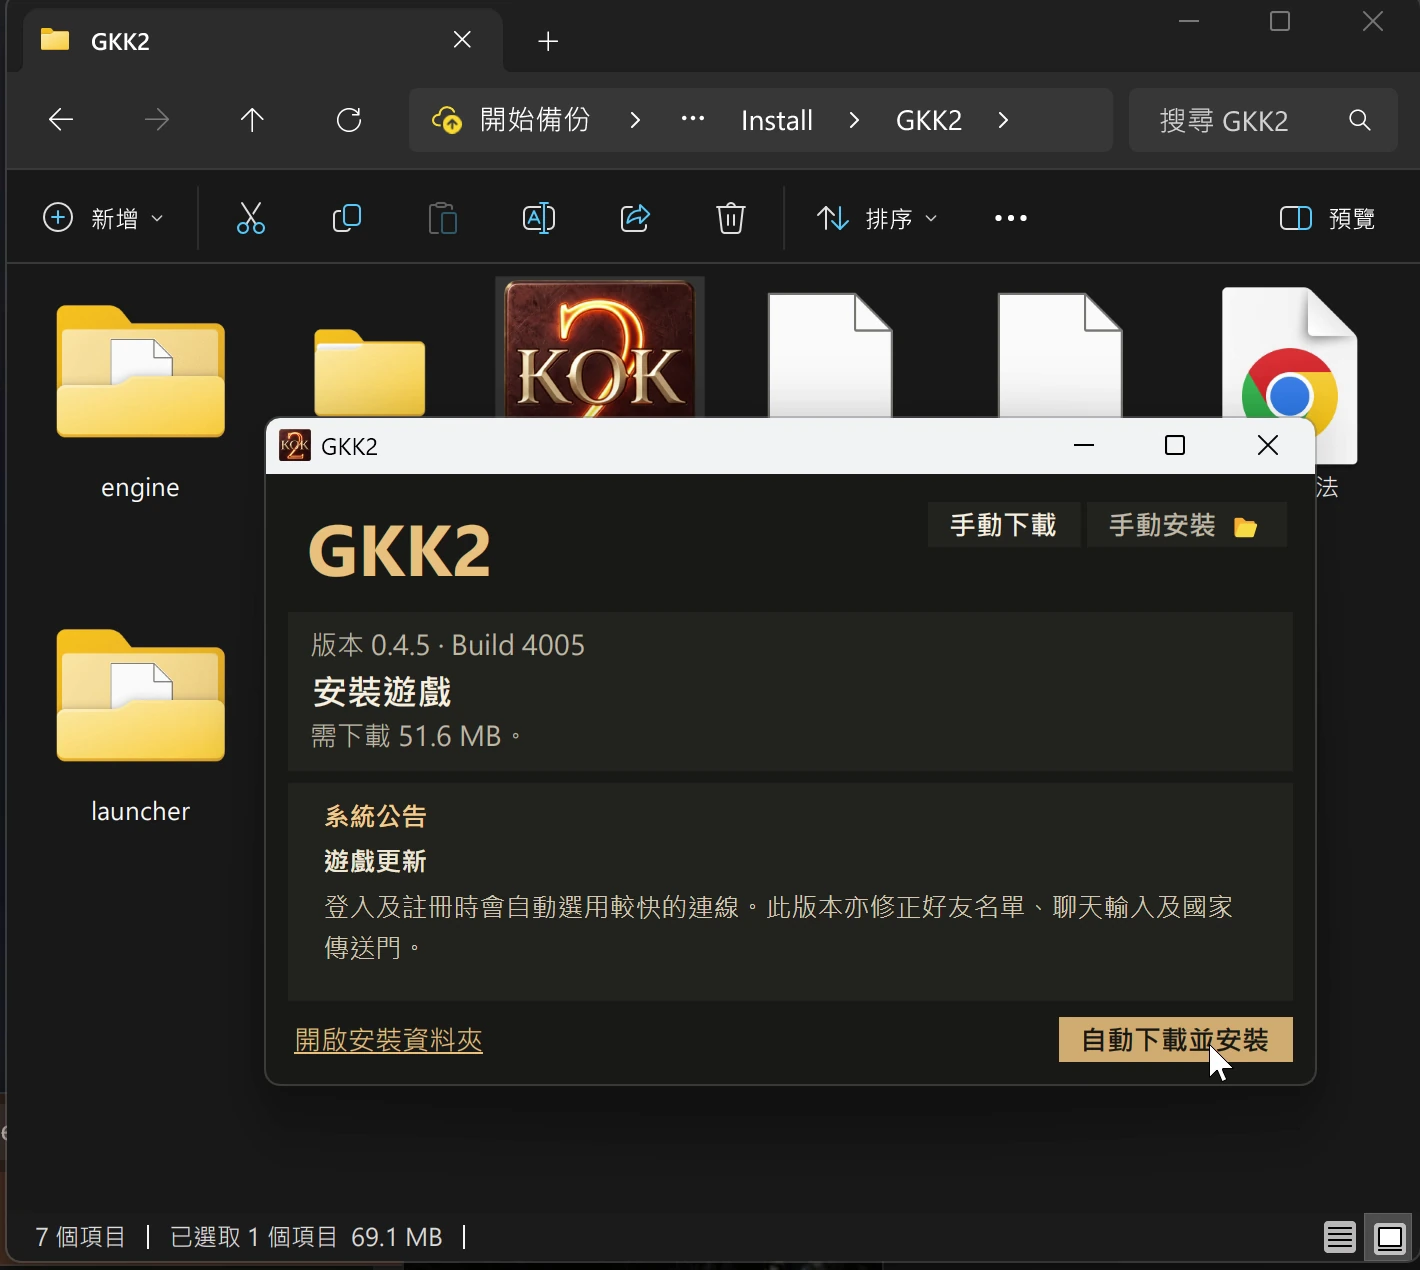 GKK2
開始備份
Install
GKK2
搜尋 GKK2
新增
排序
預覽
KOK
2
engine
法
launcher
KOK
2
GKK2
GKK2
手動下載
手動安裝
版本 0.4.5 · Build 4005
安裝遊戲
需下載 51.6 MB。
系統公告
遊戲更新
登入及註冊時會自動選用較快的連線。此版本亦修正好友名單、聊天輸入及國家
傳送門。
開啟安裝資料夾
自動下載並安裝
7 個項目
已選取 1 個項目 69.1 MB